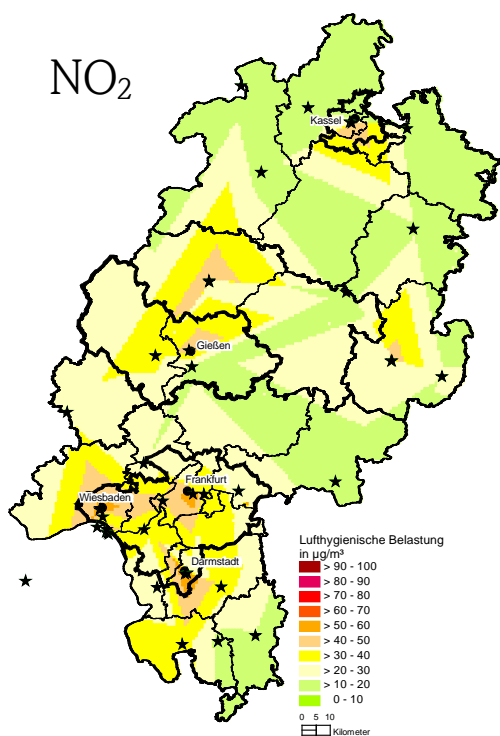 NO₂
Kassel
Gießen
Frankfurt
Wiesbaden
Darmstadt
Lufthygienische Belastung
in µg/m³
> 90 - 100
> 80 - 90
> 70 - 80
> 60 - 70
> 50 - 60
> 40 - 50
> 30 - 40
> 20 - 30
> 10 - 20
0 - 10
0 5 10
Kilometer